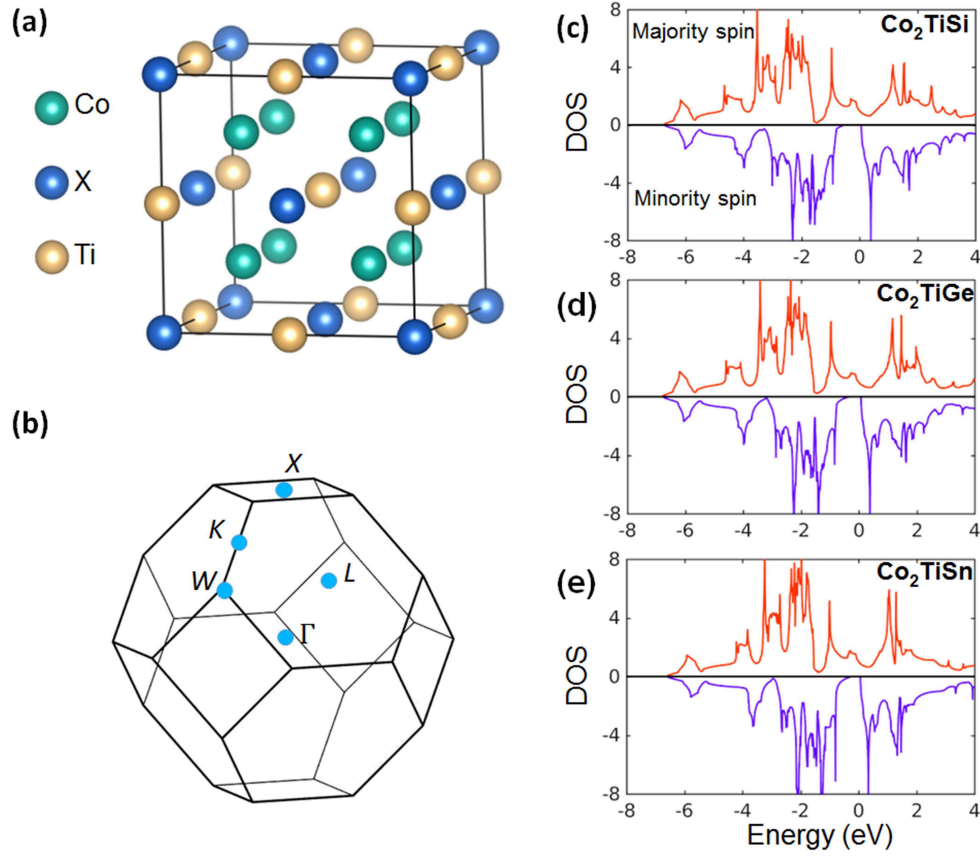 (a)
Co
X
Ti
(b)
X
K
W
L
Γ
(c)
Co₂TiSi
Majority spin
Minority spin
DOS
8
4
0
-4
-8
-8 -6 -4 -2 0 2 4
(d)
Co₂TiGe
DOS
8
4
0
-4
-8
-8 -6 -4 -2 0 2 4
(e)
Co₂TiSn
DOS
8
4
0
-4
-8
-8 -6 -4 -2 0 2 4
Energy (eV)